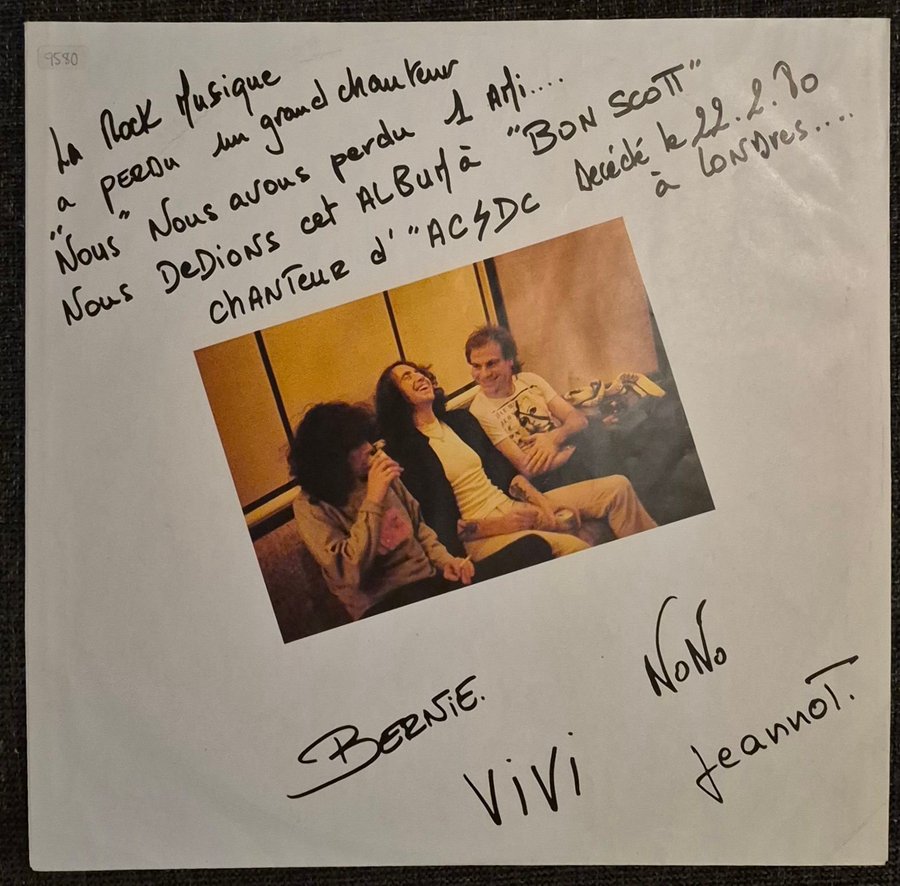 9580
La Rock Musique
a PERDU un grand chanteur
"Nous" Nous avons perdu 1 AMi....
Nous DeDioNS cet ALBUM à "BON SCOTT"
CHANTeuR d'"AC⚡DC Decédé le 22.2.80
à LONDres....
BERNiE.
NoNo
ViVi
JeannoT.